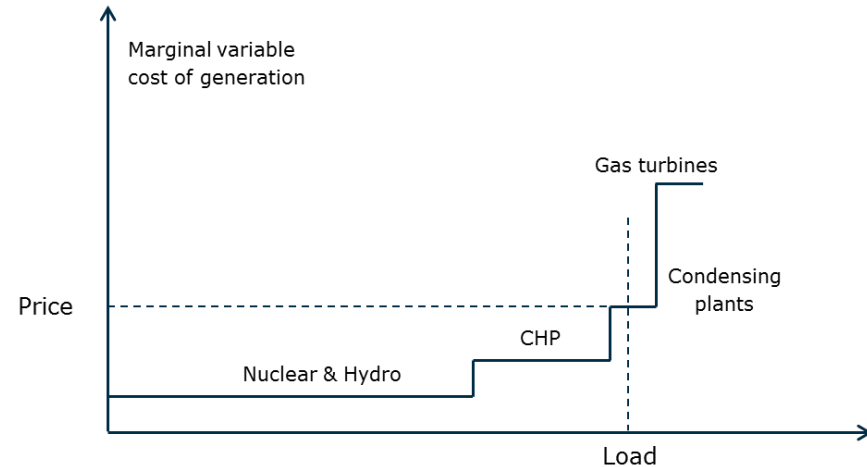 Marginal variable
cost of generation
Gas turbines
Condensing
plants
Price
CHP
Nuclear & Hydro
Load